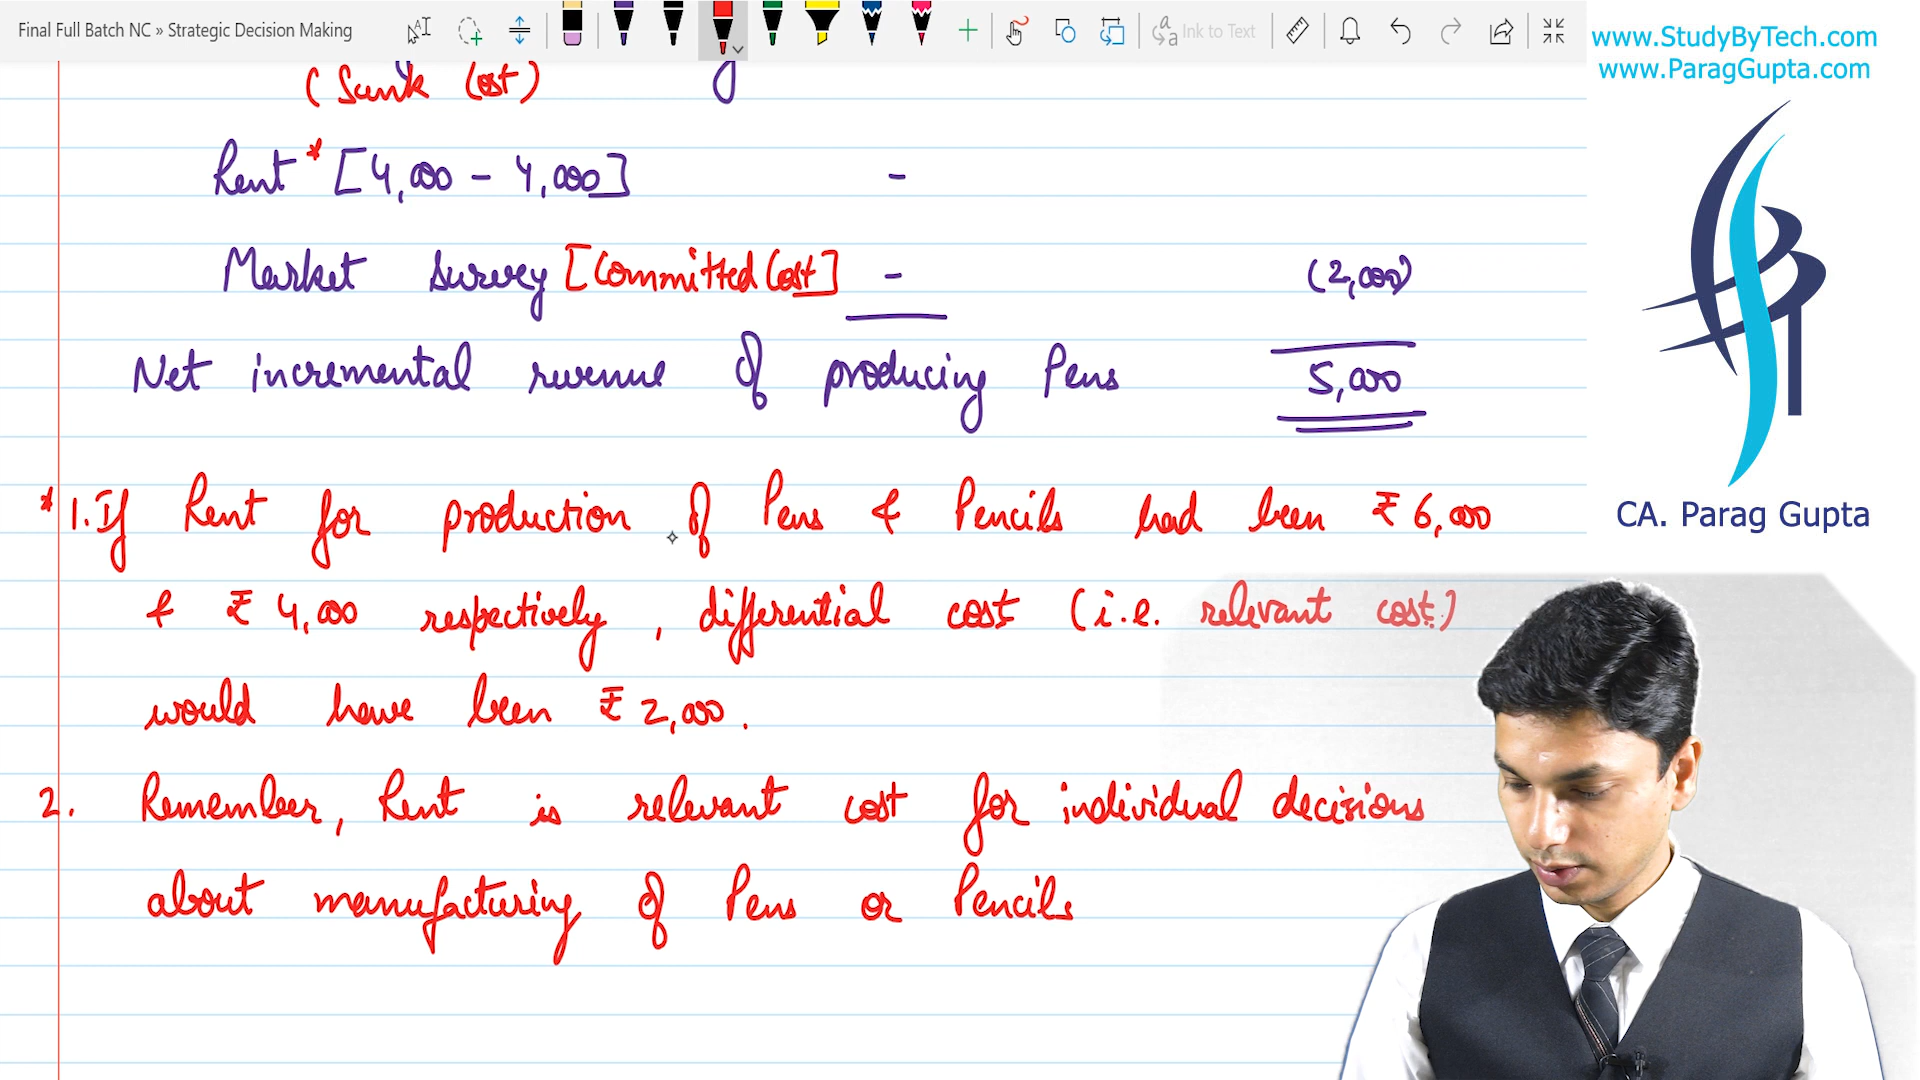 Final Full Batch NC » Strategic Decision Making
Ink to Text
www.StudyByTech.com
www.ParagGupta.com
(Sunk Cost)
Rent * [4,000 - 4,000] -
Market Survey [Committed Cost] - (2,000)
Net incremental revenue of producing Pens 5,000
CA. Parag Gupta
* 1. If Rent for production of Pens & Pencils had been ₹ 6,000
& ₹ 4,000 respectively, differential cost (i.e. relevant cost)
would have been ₹ 2,000.
2. Remember, Rent is relevant cost for individual decisions
about manufacturing of Pens or Pencils